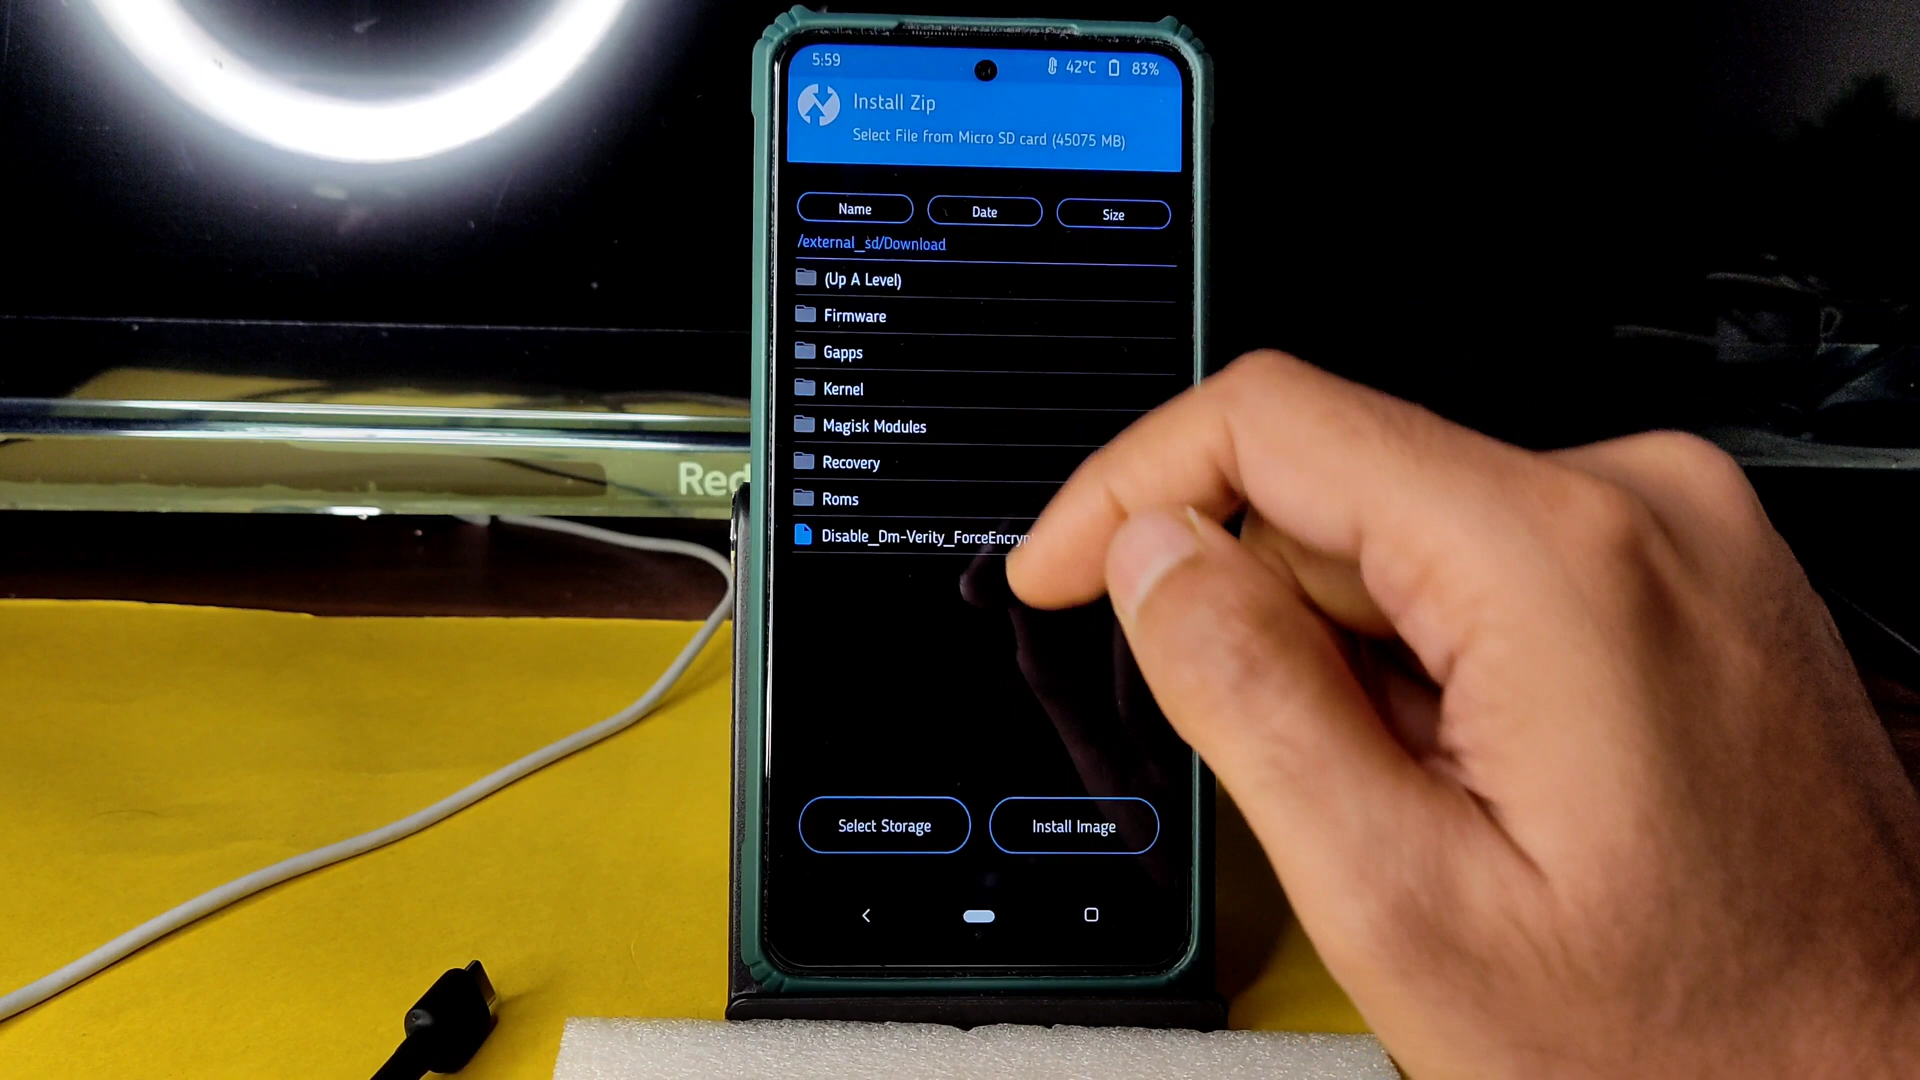 5:59 42°C 83%
Install Zip
Select File from Micro SD card (45075 MB)
Name Date Size
/external_sd/Download
(Up A Level)
Firmware
Gapps
Kernel
Magisk Modules
Recovery
Roms
Disable_Dm-Verity_ForceEncryp
Select Storage Install Image
Red